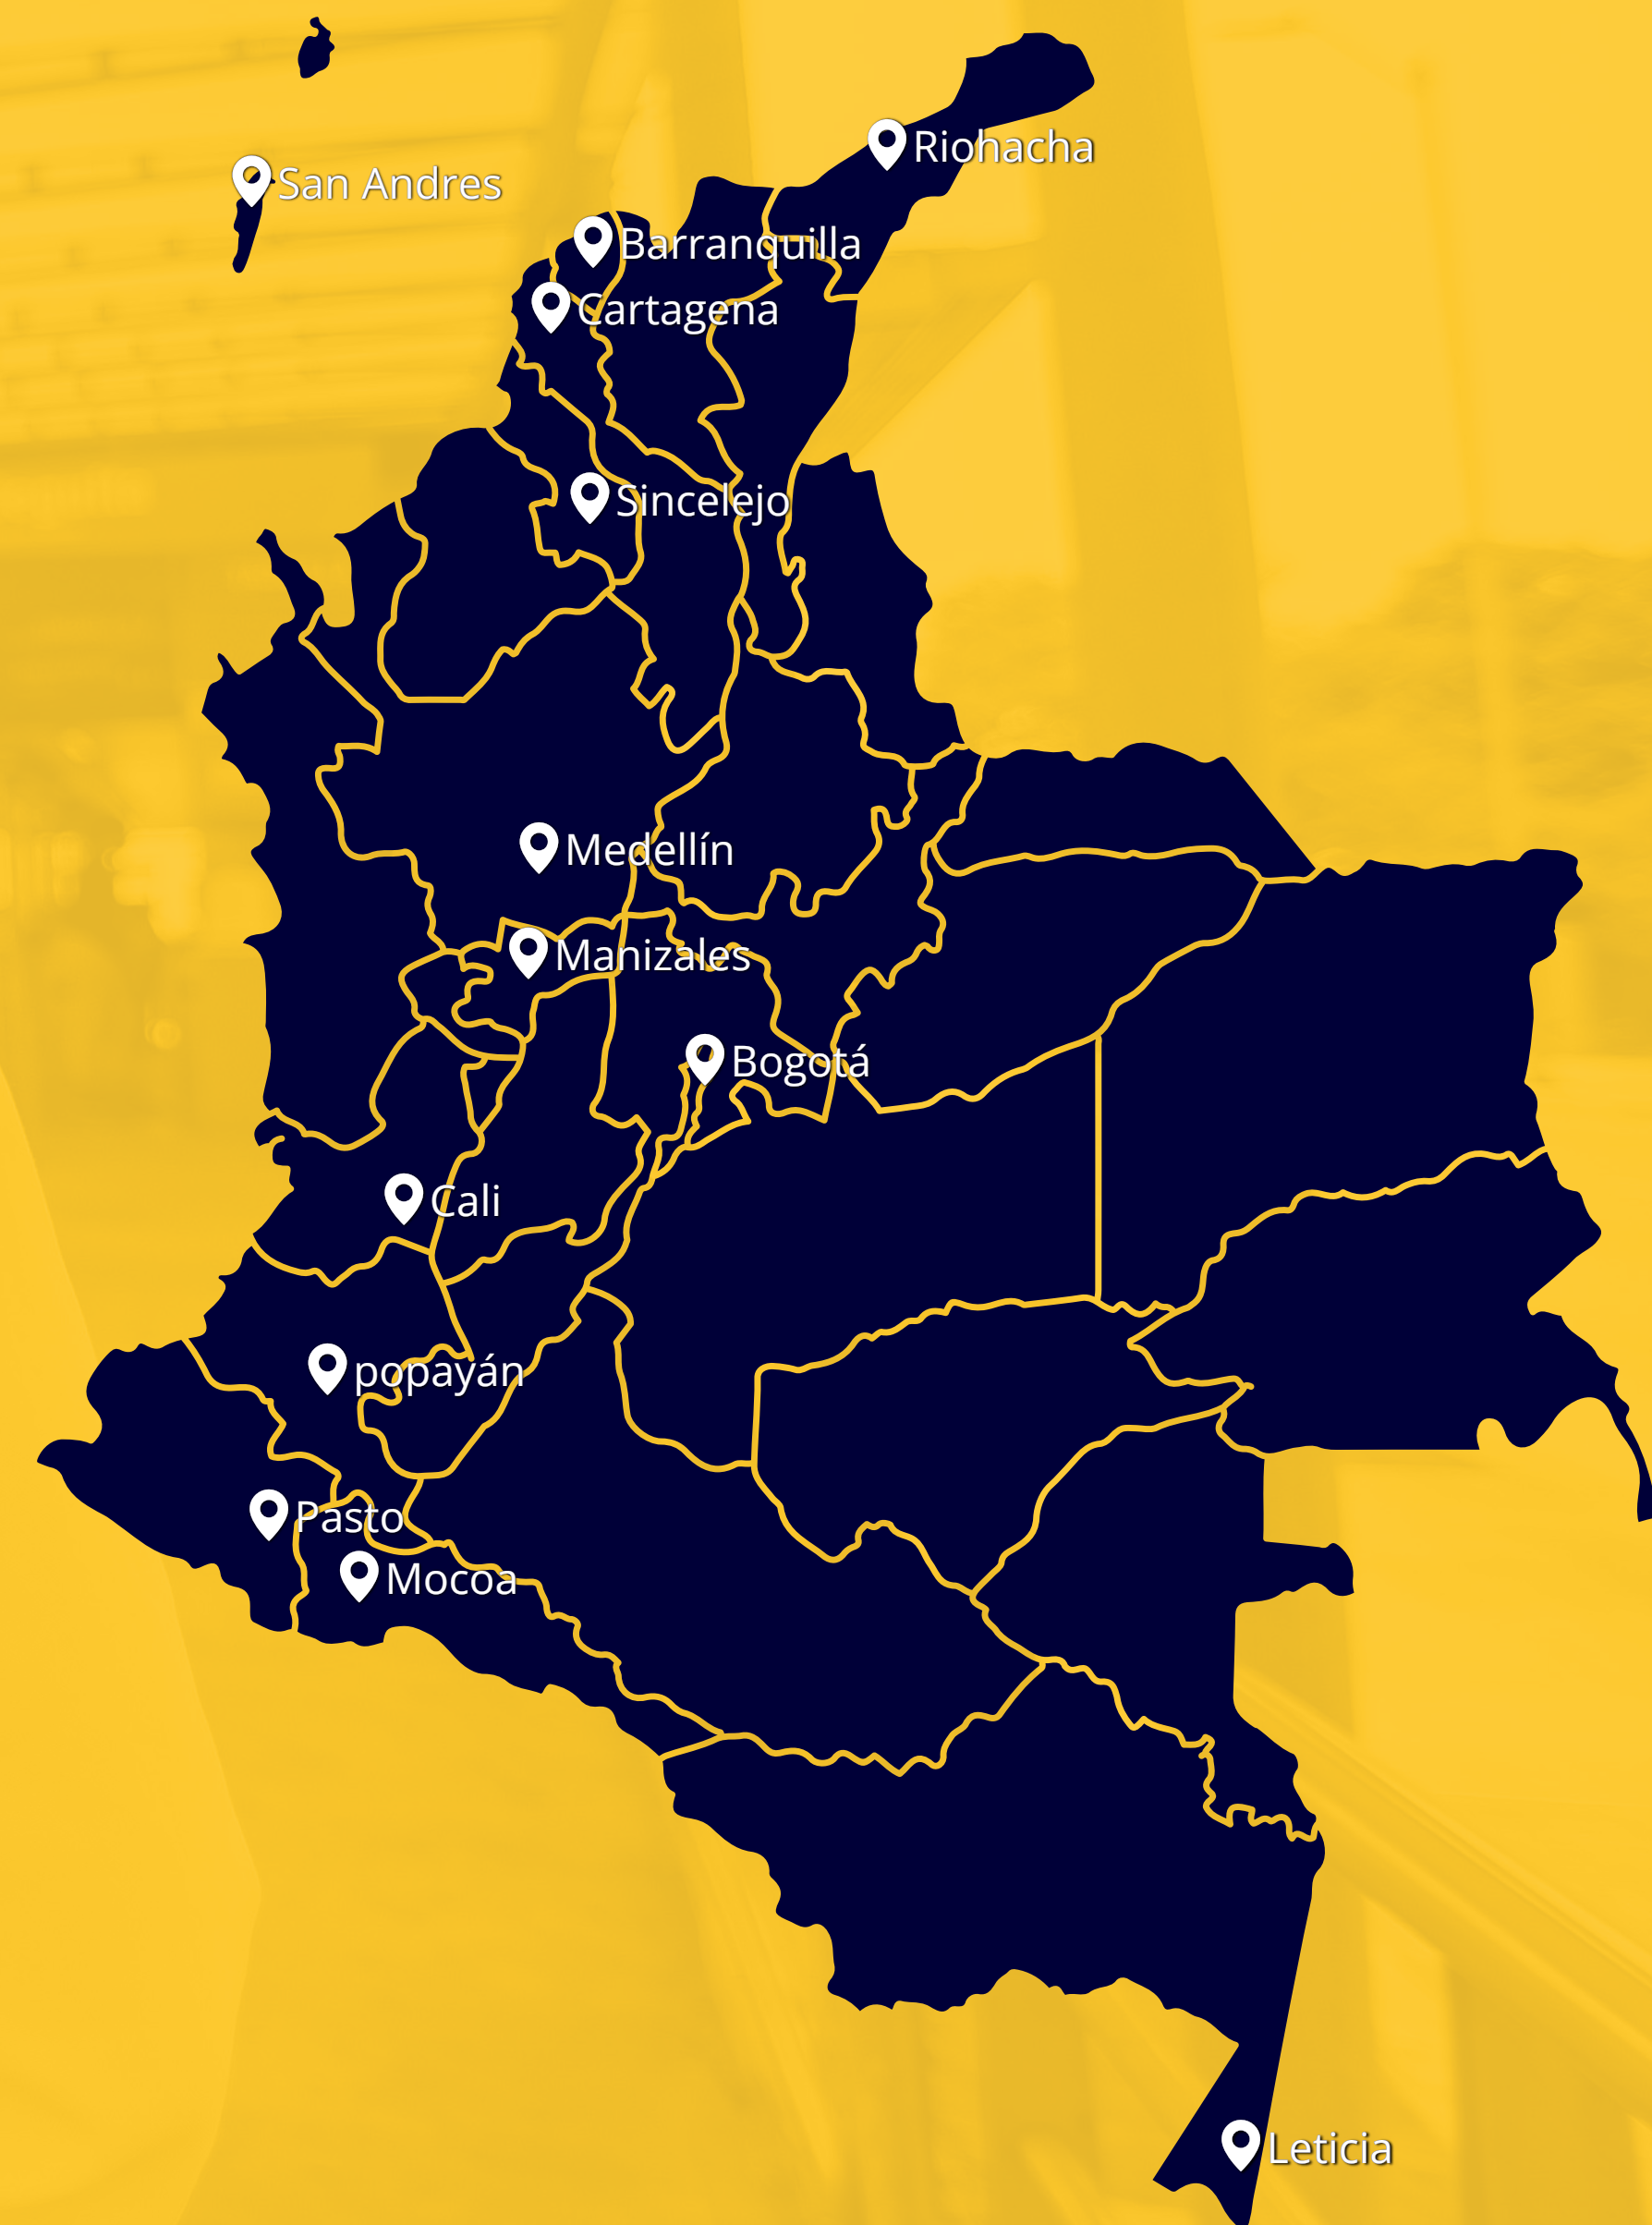 Riohacha
San Andres
Barranquilla
Cartagena
Sincelejo
Medellín
Manizales
Bogotá
Cali
popayán
Pasto
Mocoa
Leticia